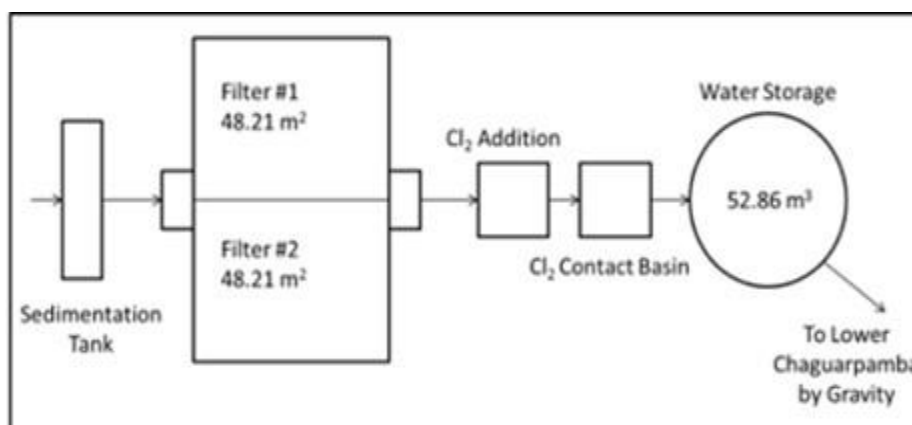 Sedimentation
Tank
Filter #1
48.21 m²
Filter #2
48.21 m²
Cl₂ Addition
Cl₂ Contact Basin
Water Storage
52.86 m³
To Lower
Chaguarpamba
by Gravity